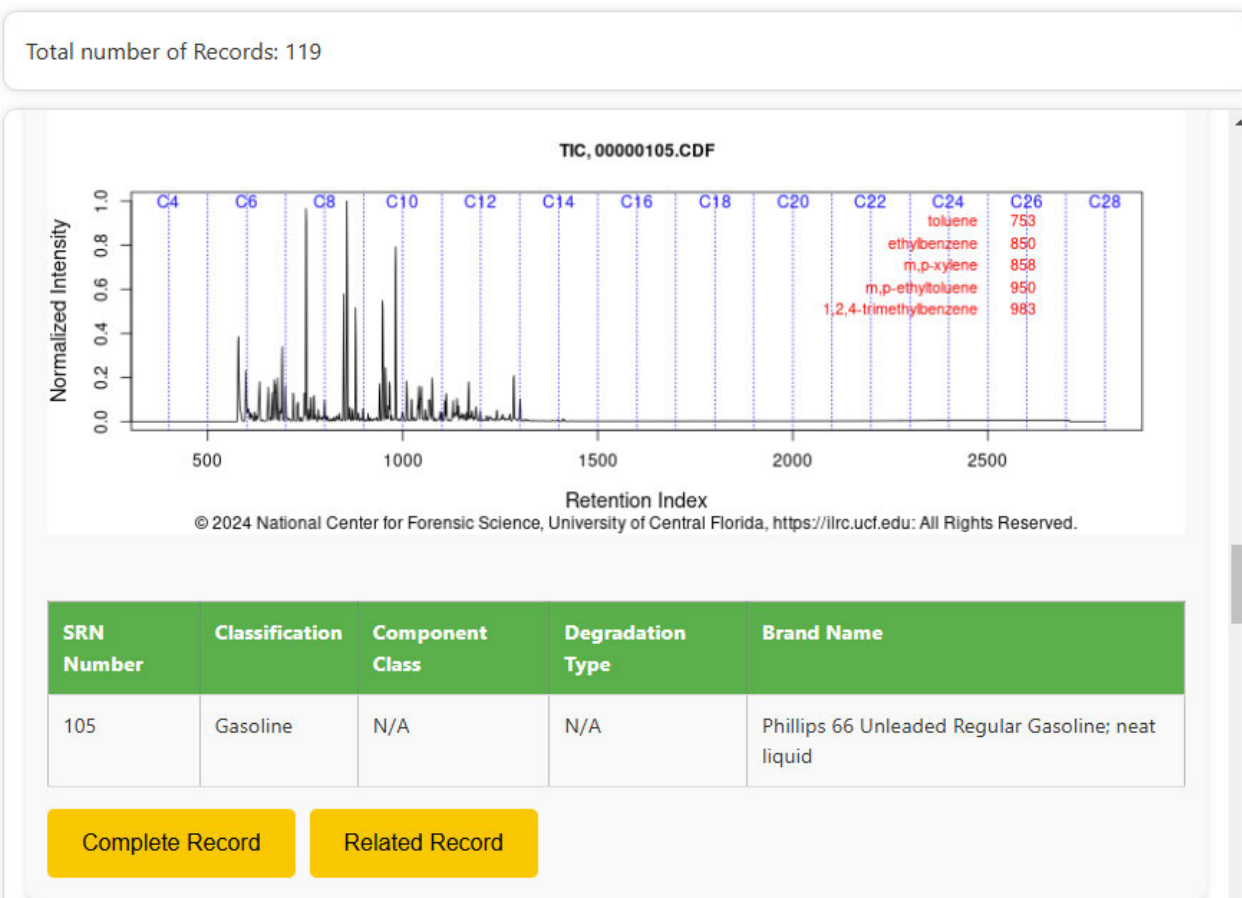 Total number of Records: 119
TIC, 00000105.CDF
Normalized Intensity
0.0 0.2 0.4 0.6 0.8 1.0
C4 C6 C8 C10 C12 C14 C16 C18 C20 C22 C24 C26 C28
toluene 753
ethylbenzene 850
m,p-xylene 858
m,p-ethyltoluene 950
1,2,4-trimethylbenzene 983
500 1000 1500 2000 2500
Retention Index
© 2024 National Center for Forensic Science, University of Central Florida, https://ilrc.ucf.edu: All Rights Reserved.
SRN Classification Component Degradation Brand Name
Number Class Type
105 Gasoline N/A N/A Phillips 66 Unleaded Regular Gasoline; neat
liquid
Complete Record Related Record